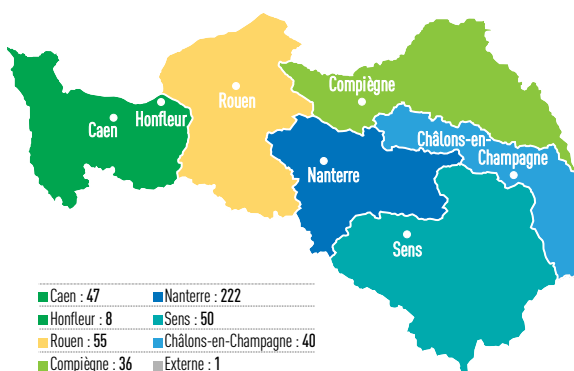 Compiègne
Rouen
Honfleur
Caen
Châlons-en-
Champagne
Nanterre
Sens
Caen : 47
Nanterre : 222
Honfleur : 8
Sens : 50
Rouen : 55
Châlons-en-Champagne : 40
Compiègne : 36
Externe : 1